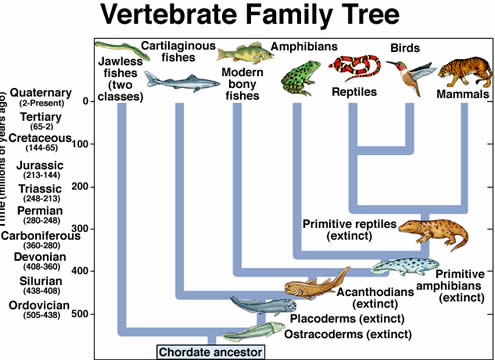 Vertebrate Family Tree
Cartilaginous
fishes
Amphibians
Birds
Jawless
fishes
(two
classes)
Modern
bony
fishes
Reptiles
Mammals
Time (millions of years ago)
Quaternary
(2-Present)
Tertiary
(65-2)
Cretaceous
(144-65)
Jurassic
(213-144)
Triassic
(248-213)
Permian
(280-248)
Carboniferous
(360-280)
Devonian
(408-360)
Silurian
(438-408)
Ordovician
(505-438)
0
100
200
300
400
500
Primitive reptiles
(extinct)
Primitive
amphibians
(extinct)
Acanthodians
(extinct)
Placoderms (extinct)
Ostracoderms (extinct)
Chordate ancestor